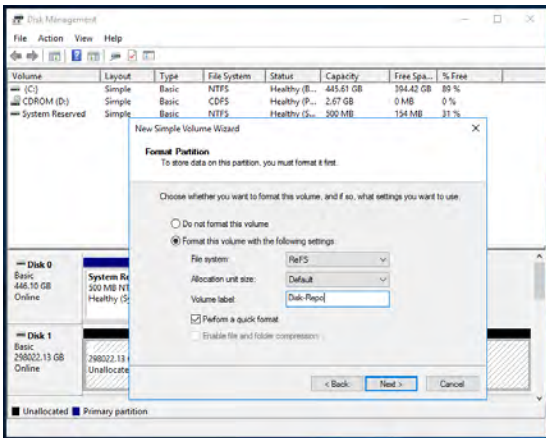 Disk Management
File Action View Help
Volume Layout Type File System Status Capacity Free Spa... % Free
(C:) Simple Basic NTFS Healthy (B... 445.61 GB 394.42 GB 89 %
CDROM (D:) Simple Basic CDFS Healthy (P... 2.67 GB 0 MB 0 %
System Reserved Simple Basic NTFS Healthy (S... 500 MB 154 MB 31 %
New Simple Volume Wizard
Format Partition
To store data on this partition, you must format it first.
Choose whether you want to format this volume, and if so, what settings you want to use.
Do not format this volume
Format this volume with the following settings:
File system: ReFS
Allocation unit size: Default
Volume label: Disk-Repo
Perform a quick format
Enable file and folder compression
< Back Next > Cancel
Disk 0
Basic
446.10 GB
Online
System Re
500 MB NT
Healthy (S
Disk 1
Basic
298022.13 GB
Online
298022.13
Unallocate
Unallocated Primary partition